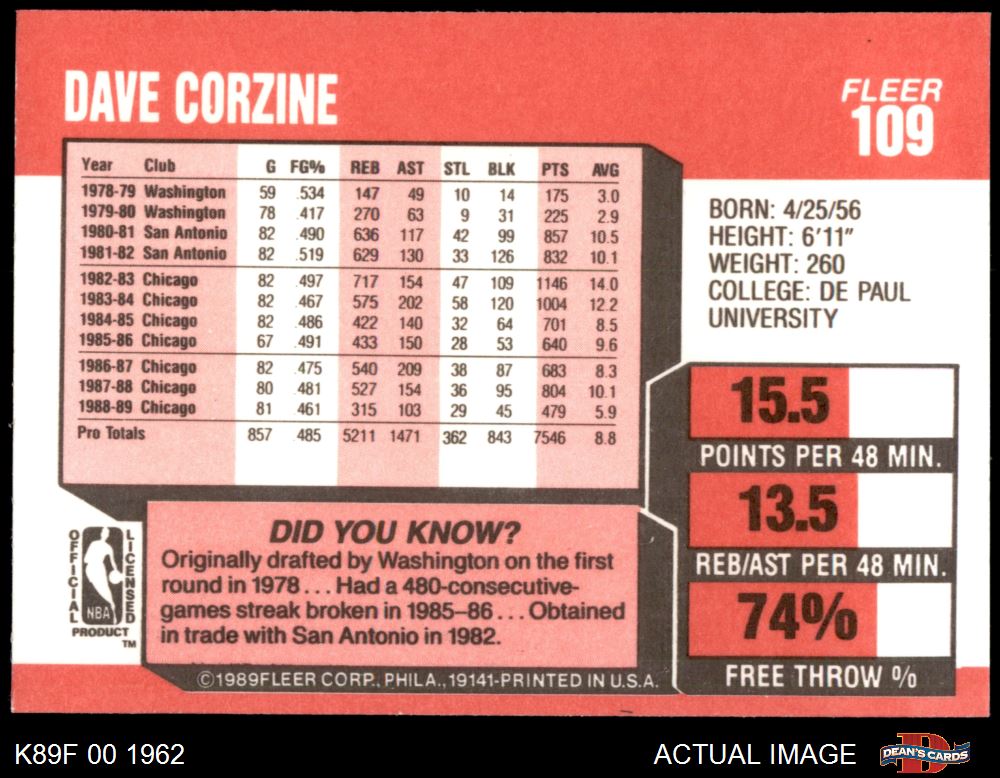 DAVE CORZINE
FLEER
109
Year Club G FG% REB AST STL BLK PTS AVG
1978-79 Washington 59 .534 147 49 10 14 175 3.0
1979-80 Washington 78 .417 270 63 9 31 225 2.9
1980-81 San Antonio 82 .490 636 117 42 99 857 10.5
1981-82 San Antonio 82 .519 629 130 33 126 832 10.1
1982-83 Chicago 82 .497 717 154 47 109 1146 14.0
1983-84 Chicago 82 .467 575 202 58 120 1004 12.2
1984-85 Chicago 82 .486 422 140 32 64 701 8.5
1985-86 Chicago 67 .491 433 150 28 53 640 9.6
1986-87 Chicago 82 .475 540 209 38 87 683 8.3
1987-88 Chicago 80 .481 527 154 36 95 804 10.1
1988-89 Chicago 81 .461 315 103 29 45 479 5.9
Pro Totals 857 .485 5211 1471 362 843 7546 8.8
BORN: 4/25/56
HEIGHT: 6'11"
WEIGHT: 260
COLLEGE: DE PAUL
UNIVERSITY
15.5
POINTS PER 48 MIN.
13.5
REB/AST PER 48 MIN.
74%
FREE THROW %
OFFICIAL
LICENSED
NBA
PRODUCT
TM
DID YOU KNOW?
Originally drafted by Washington on the first
round in 1978... Had a 480-consecutive-
games streak broken in 1985–86... Obtained
in trade with San Antonio in 1982.
©1989FLEER CORP., PHILA., 19141-PRINTED IN U.S.A.
K89F 00 1962
ACTUAL IMAGE
D
DEAN'S CARDS